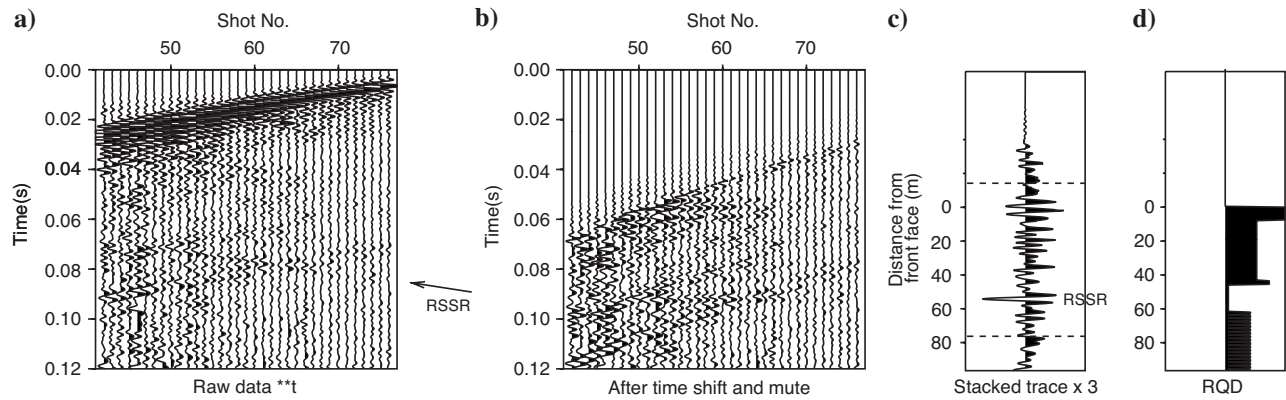 a)
Shot No.
50 60 70
0.00
0.02
0.04
0.06
0.08
0.10
0.12
Time(s)
Raw data **t
RSSR
b)
Shot No.
50 60 70
0.00
0.02
0.04
0.06
0.08
0.10
0.12
Time(s)
After time shift and mute
c)
0
20
40
60
80
Distance from
front face (m)
RSSR
Stacked trace x 3
d)
0
20
40
60
80
RQD